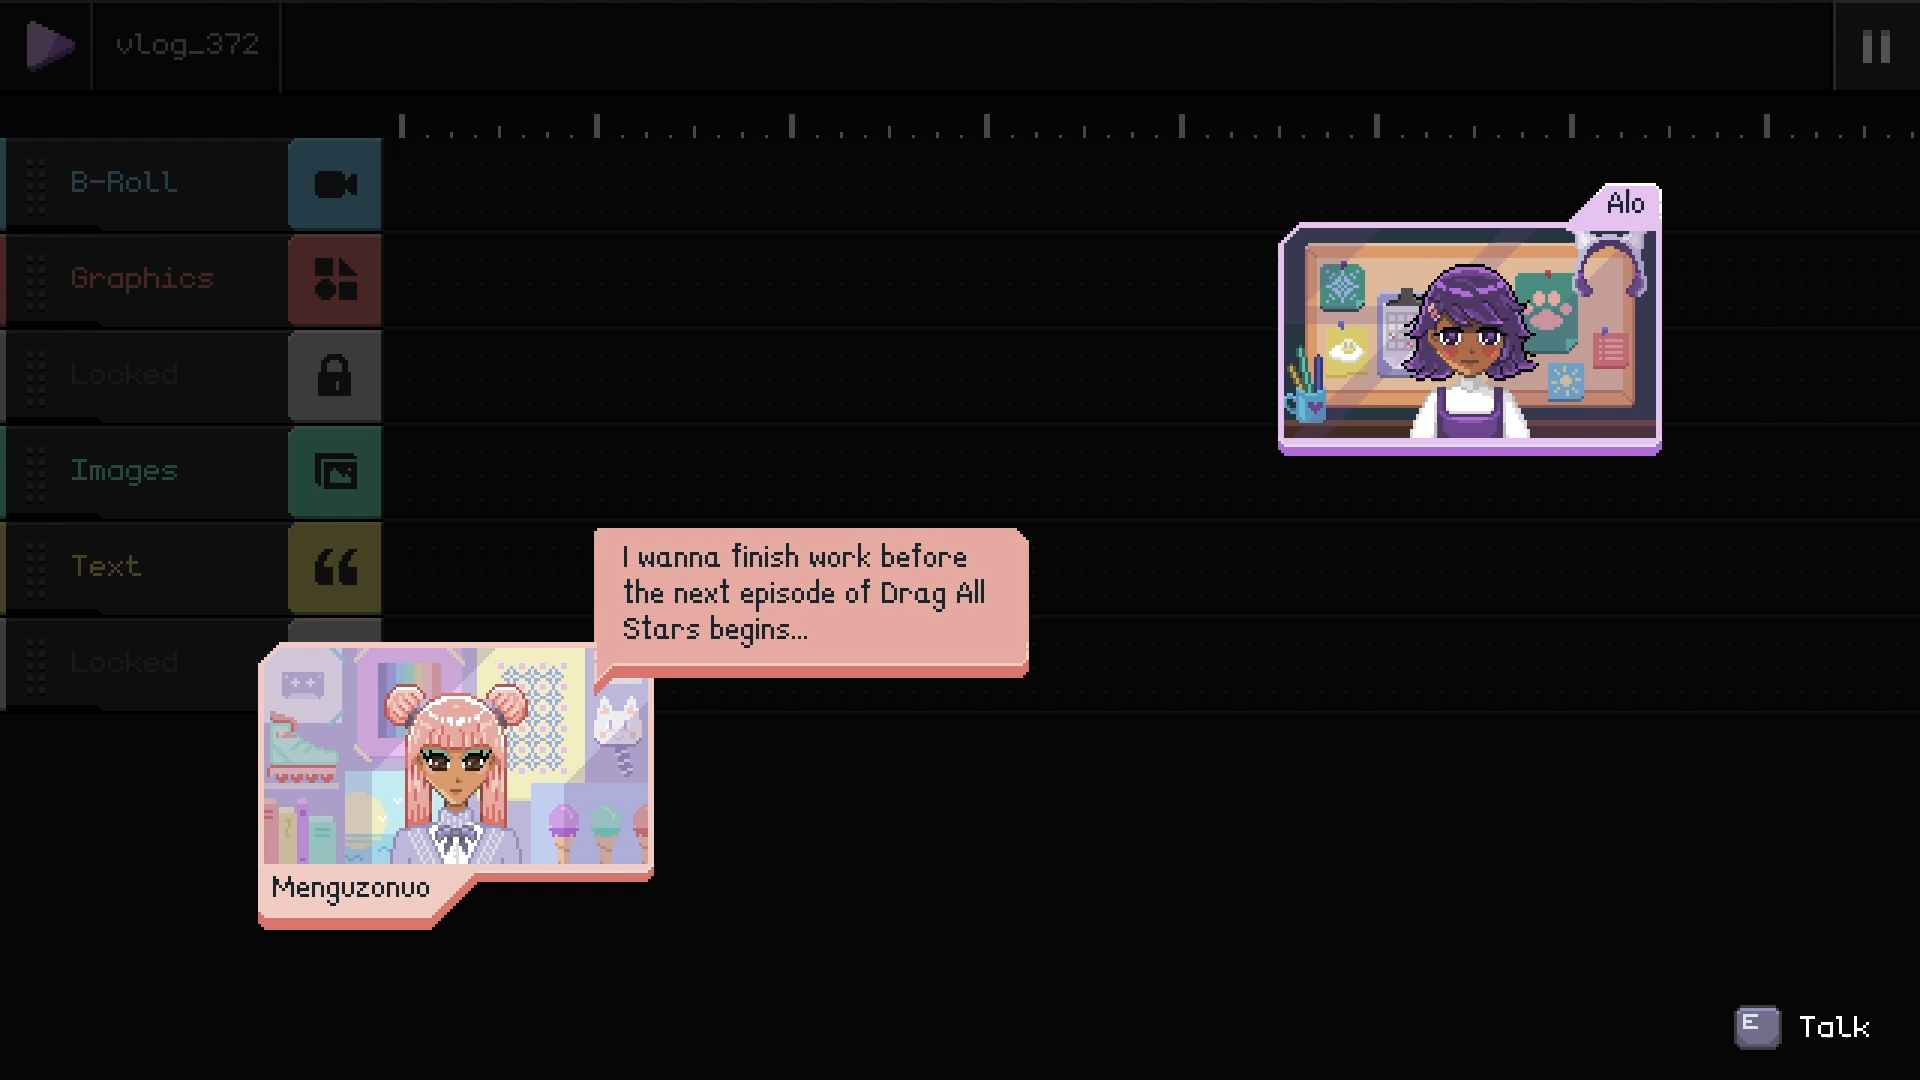 vlog_372
B-Roll
Graphics
Locked
Images
Text
Locked
Alo
I wanna finish work before
the next episode of Drag All
Stars begins...
Menguzonuo
E Talk